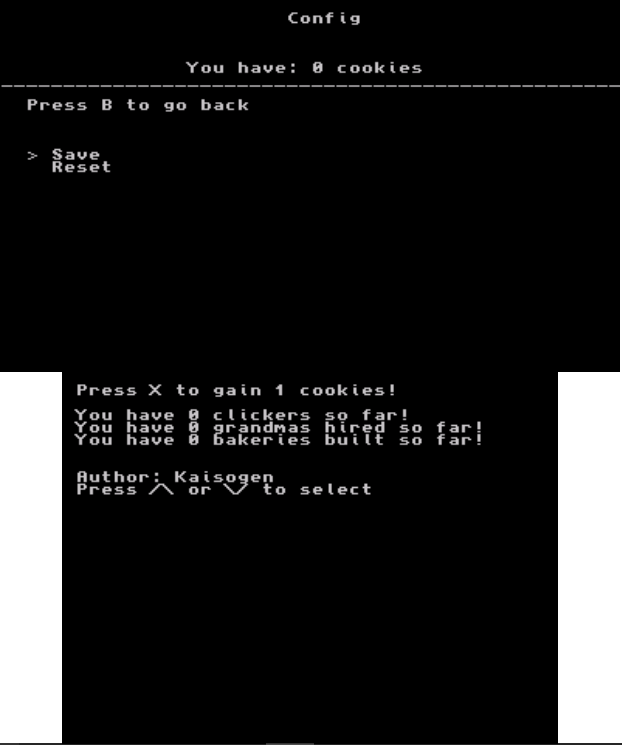 Config
You have: 0 cookies
Press B to go back
> Save
Reset
Press X to gain 1 cookies!
You have 0 clickers so far!
You have 0 grandmas hired so far!
You have 0 bakeries built so far!
Author: Kaisogen
Press /\ or \/ to select